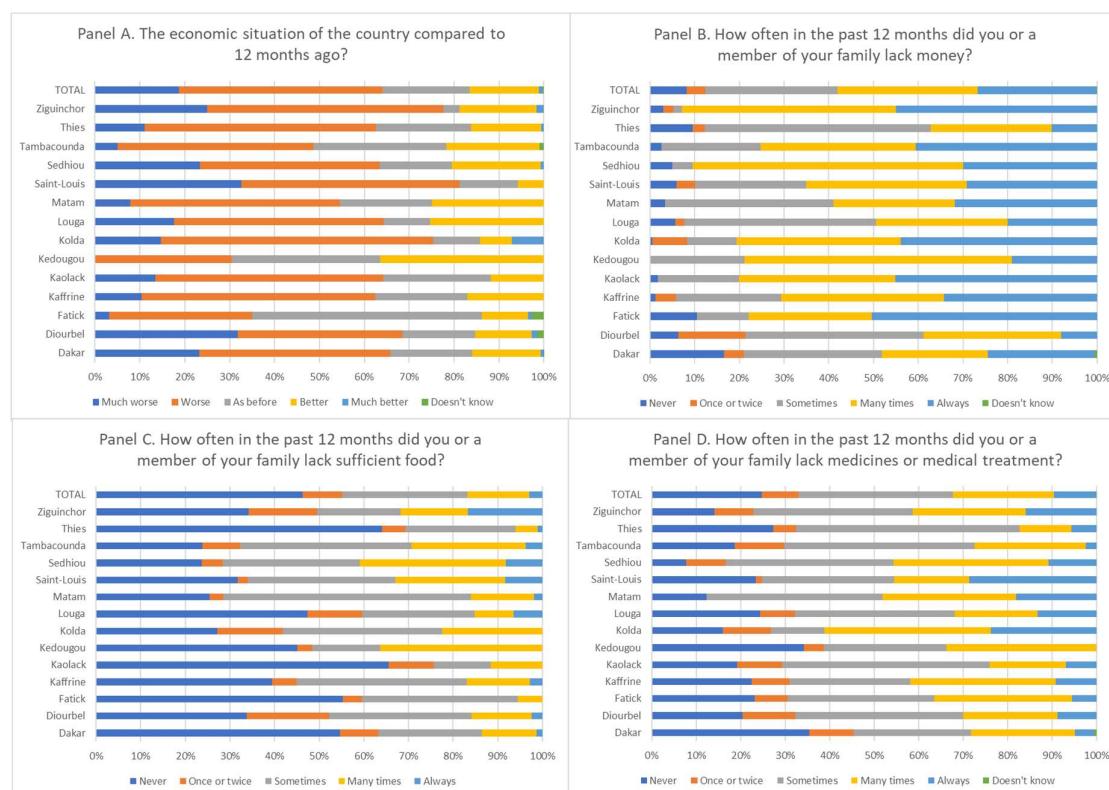 Panel A. The economic situation of the country compared to
12 months ago?
TOTAL
Ziguinchor
Thies
Tambacounda
Sedhiou
Saint-Louis
Matam
Louga
Kolda
Kedougou
Kaolack
Kaffrine
Fatick
Diourbel
Dakar
0% 10% 20% 30% 40% 50% 60% 70% 80% 90% 100%
Much worse Worse As before Better Much better Doesn't know
Panel B. How often in the past 12 months did you or a
member of your family lack money?
TOTAL
Ziguinchor
Thies
Tambacounda
Sedhiou
Saint-Louis
Matam
Louga
Kolda
Kedougou
Kaolack
Kaffrine
Fatick
Diourbel
Dakar
0% 10% 20% 30% 40% 50% 60% 70% 80% 90% 100%
Never Once or twice Sometimes Many times Always Doesn't know
Panel C. How often in the past 12 months did you or a
member of your family lack sufficient food?
TOTAL
Ziguinchor
Thies
Tambacounda
Sedhiou
Saint-Louis
Matam
Louga
Kolda
Kedougou
Kaolack
Kaffrine
Fatick
Diourbel
Dakar
0% 10% 20% 30% 40% 50% 60% 70% 80% 90% 100%
Never Once or twice Sometimes Many times Always
Panel D. How often in the past 12 months did you or a
member of your family lack medicines or medical treatment?
TOTAL
Ziguinchor
Thies
Tambacounda
Sedhiou
Saint-Louis
Matam
Louga
Kolda
Kedougou
Kaolack
Kaffrine
Fatick
Diourbel
Dakar
0% 10% 20% 30% 40% 50% 60% 70% 80% 90% 100%
Never Once or twice Sometimes Many times Always Doesn't know